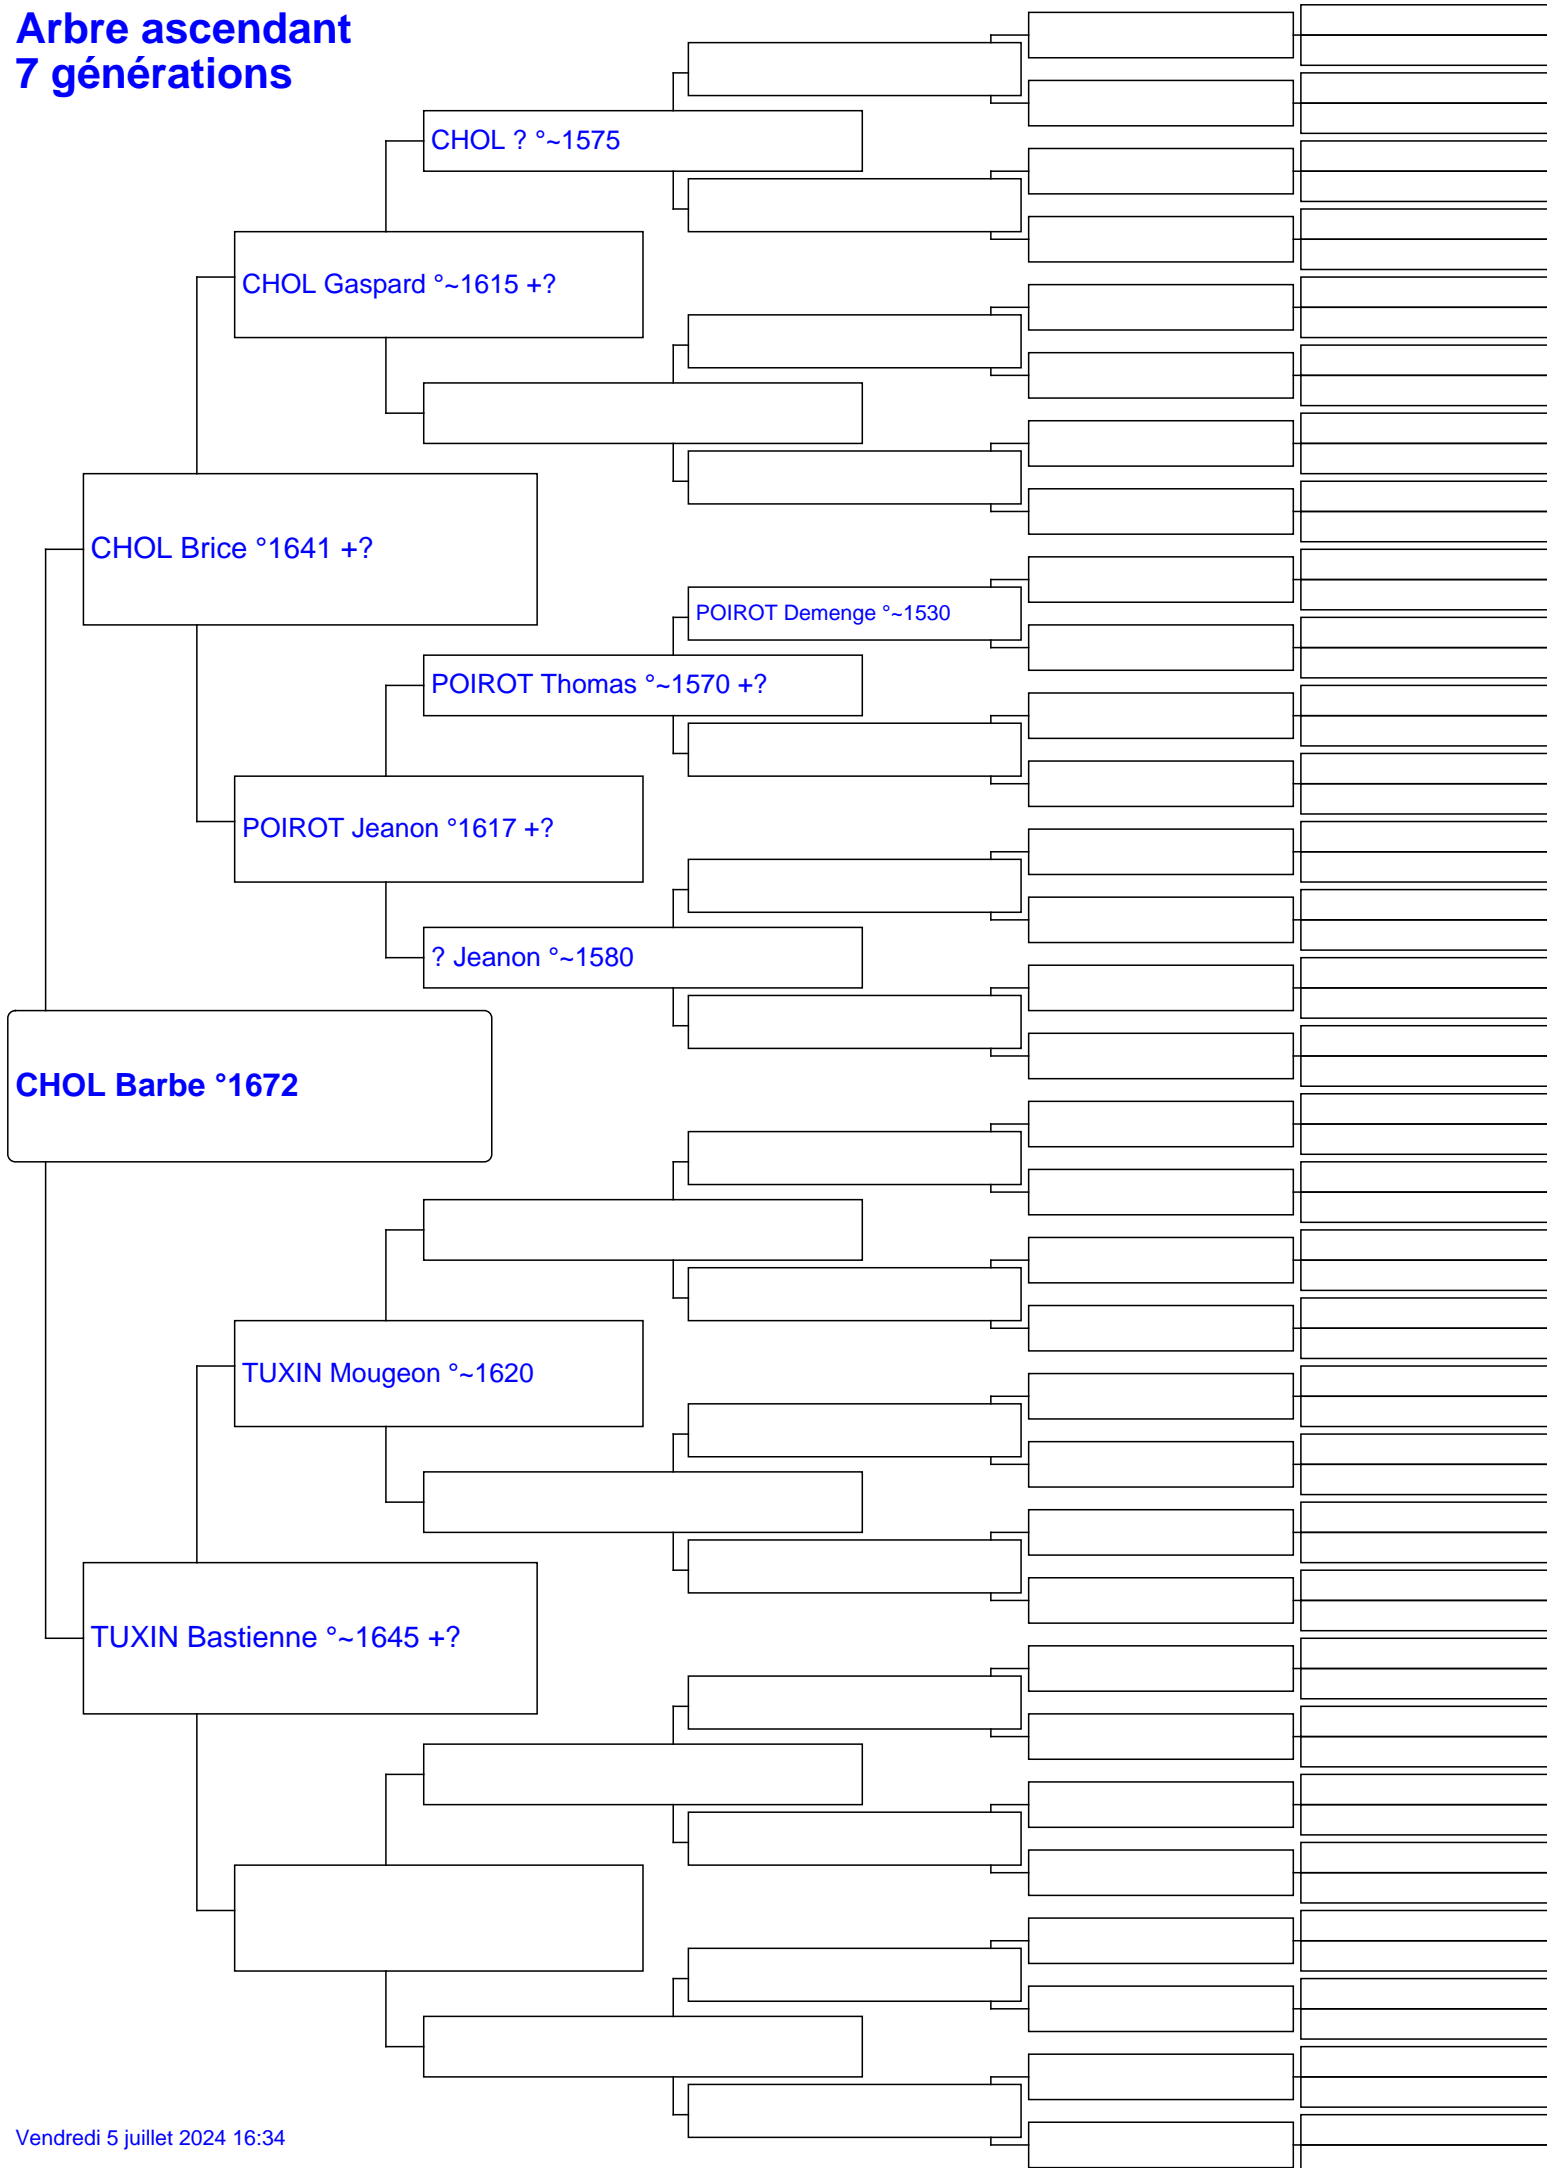 Arbre ascendant
7 générations
CHOL ? °~1575
CHOL Gaspard °~1615 +?
CHOL Brice °1641 +?
POIROT Demenge °~1530
POIROT Thomas °~1570 +?
POIROT Jeanon °1617 +?
? Jeanon °~1580
CHOL Barbe °1672
TUXIN Mougeon °~1620
TUXIN Bastienne °~1645 +?
Vendredi 5 juillet 2024 16:34